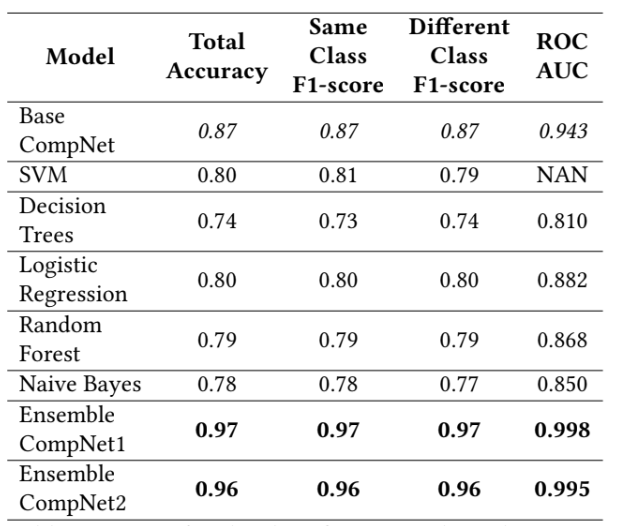 Model Total Accuracy Same Class F1-score Different Class F1-score ROC AUC
Base CompNet 0.87 0.87 0.87 0.943
SVM 0.80 0.81 0.79 NAN
Decision Trees 0.74 0.73 0.74 0.810
Logistic Regression 0.80 0.80 0.80 0.882
Random Forest 0.79 0.79 0.79 0.868
Naive Bayes 0.78 0.78 0.77 0.850
Ensemble CompNet1 0.97 0.97 0.97 0.998
Ensemble CompNet2 0.96 0.96 0.96 0.995